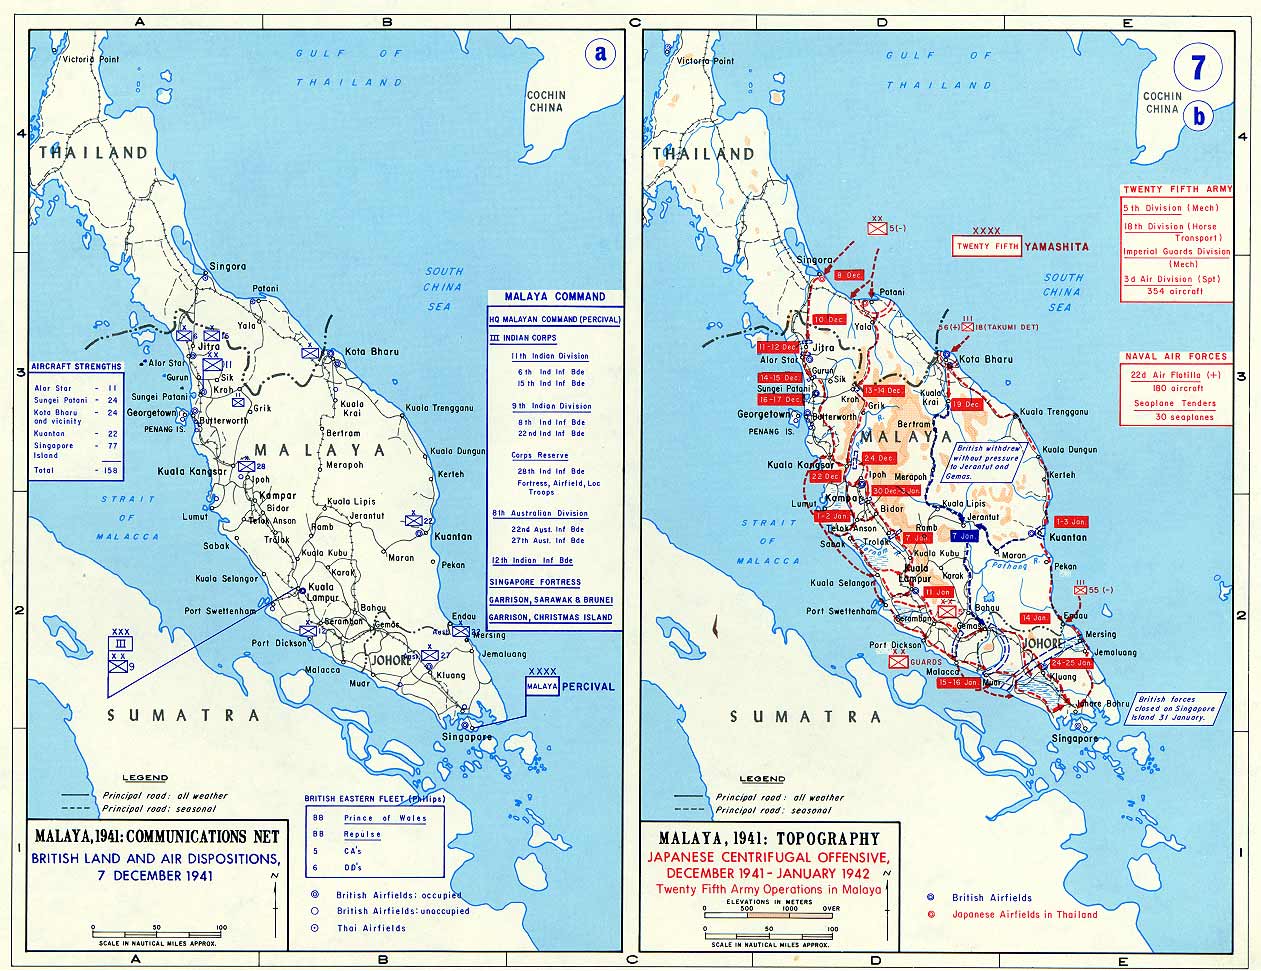 A
B
C
D
E
4
3
2
1
a
Victoria Point
GULF OF
THAILAND
COCHIN
CHINA
THAILAND
SOUTH
CHINA
SEA
Singora
Patani
Yala
Jitra
Alor Star
Gurun
Sik
Kroh
Sungei Patani
Georgetown
Butterworth
PENANG IS.
Grik
Kota Bharu
Kuala
Krai
Kuala Trengganu
Bertram
Kuala Dungun
Kerteh
MALAYA
Merapoh
Kuala Kangsar
Ipoh
Kampar
Bidor
Telok Anson
Trolak
Lumut
Sabak
Kuala Lipis
Jerantut
Ramb
Kuantan
Maran
Pekan
Kuala Kubu
Karak
Kuala Selangor
Kuala
Lumpur
Port Swettenham
Bahau
Seramban
Gemas
Port Dickson
Malacca
Muar
JOHORE
Kluang
Endau
Mersing
Jemaluang
Singapore
STRAIT
OF
MALACCA
SUMATRA
11
28
22
12
27
9
XXX
III
XX
XXXX
MALAYA PERCIVAL
AIRCRAFT STRENGTHS
Alor Star - 11
Sungei Patani - 24
Kota Bharu - 24
and vicinity
Kuantan 22
Singapore - 77
Island
Total - 158
MALAYA COMMAND
HQ MALAYAN COMMAND (PERCIVAL)
III INDIAN CORPS
11th Indian Division
6th Ind Inf Bde
15th Ind Inf Bde
9th Indian Division
8th Ind Inf Bde
22nd Ind Inf Bde
Corps Reserve
28th Ind Inf Bde
Fortress, Airfield, Loc
Troops
8th Australian Division
22nd Aust. Inf Bde
27th Aust. Inf Bde
12th Indian Inf Bde
SINGAPORE FORTRESS
GARRISON, SARAWAK & BRUNEI
GARRISON, CHRISTMAS ISLAND
LEGEND
Principal road: all weather
Principal road: seasonal
MALAYA, 1941: COMMUNICATIONS NET
BRITISH LAND AND AIR DISPOSITIONS,
7 DECEMBER 1941
N
0 50 100
SCALE IN NAUTICAL MILES APPROX.
BRITISH EASTERN FLEET (Philips)
BB Prince of Wales
BB Repulse
5 CA's
6 DD's
British Airfields: occupied
British Airfields: unoccupied
Thai Airfields
7
b
Victoria Point
GULF OF
THAILAND
COCHIN
CHINA
THAILAND
TWENTY FIFTH ARMY
5th Division (Mech)
18th Division (Horse
Transport)
Imperial Guards Division
(Mech)
3d Air Division (Spt)
354 aircraft
NAVAL AIR FORCES
22d Air Flotilla (+)
180 aircraft
Seaplane Tenders
30 seaplanes
XX
5(-)
XXXX
TWENTY FIFTH YAMASHITA
SOUTH
CHINA
SEA
Singora
8 Dec.
Patani
10 Dec.
Yala
III
56(+) 18(TAKUMI DET)
11-12 Dec.
Jitra
Alor Star
Kota Bharu
Gurun
14-15 Dec.
Sik
Sungei Patani
16-17 Dec.
Kroh
13-14 Dec.
Grik
Kuala
Krai
19 Dec.
Georgetown
Butterworth
PENANG IS.
Kuala Trengganu
Bertram
MALAYA
British withdrew
without pressure
to Jerantut and
Gemas.
Kuala Dungun
Kerteh
Kuala Kangsar
24 Dec.
22 Dec.
Ipoh
Merapoh
30 Dec-3 Jan.
Kampar
Bidor
Lumut
1-2 Jan.
Telok Anson
Trolak
Sabak
Kuala Lipis
Jerantut
Ramb
7 Jan.
7 Jan.
1-3 Jan.
Kuantan
Maran
Pahang R.
Pekan
Kuala Kubu
Karak
Kuala Selangor
Kuala
Lumpur
11 Jan.
Port Swettenham
Bahau
Seramban
Gemas
III
55 (-)
Endau
14 Jan.
Mersing
Jemaluang
JOHORE
24-25 Jan.
Kluang
Port Dickson
XX
GUARDS
Malacca
15-16 Jan.
Muar
Johore Bahru
Singapore
British forces
closed on Singapore
Island 31 January.
STRAIT
OF
MALACCA
SUMATRA
LEGEND
Principal road: all weather
Principal road: seasonal
MALAYA, 1941: TOPOGRAPHY
JAPANESE CENTRIFUGAL OFFENSIVE,
DECEMBER 1941 - JANUARY 1942
Twenty Fifth Army Operations in Malaya
ELEVATIONS IN METERS
0 500 1000 OVER
0 50 100
SCALE IN NAUTICAL MILES APPROX.
N
British Airfields
Japanese Airfields in Thailand
A
B
C
D
E